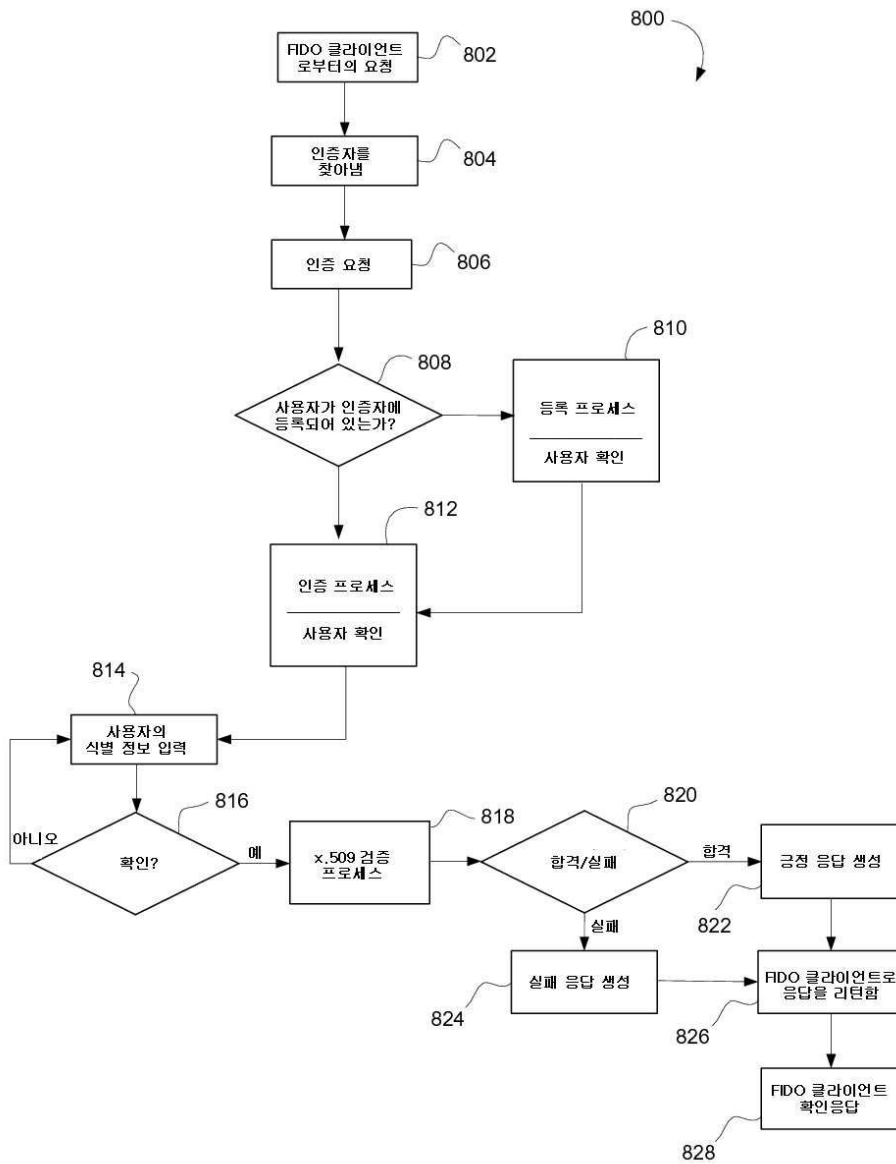 800
FIDO 클라이언트
로부터의 요청
802
인증자를
찾아냄
804
인증 요청
806
808
사용자가 인증자에
등록되어 있는가?
810
등록 프로세스
사용자 확인
812
인증 프로세스
사용자 확인
814
사용자의
식별 정보 입력
816
확인?
아니오
예
818
x.509 검증
프로세스
820
합격/실패
합격
실패
긍정 응답 생성
822
실패 응답 생성
824
FIDO 클라이언트로
응답을 리턴함
826
FIDO 클라이언트
확인응답
828